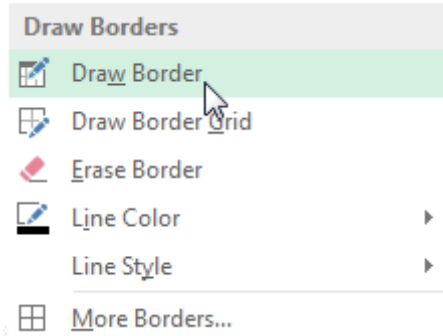 Draw Borders
Draw Border
Draw Border Grid
Erase Border
Line Color
Line Style
More Borders...